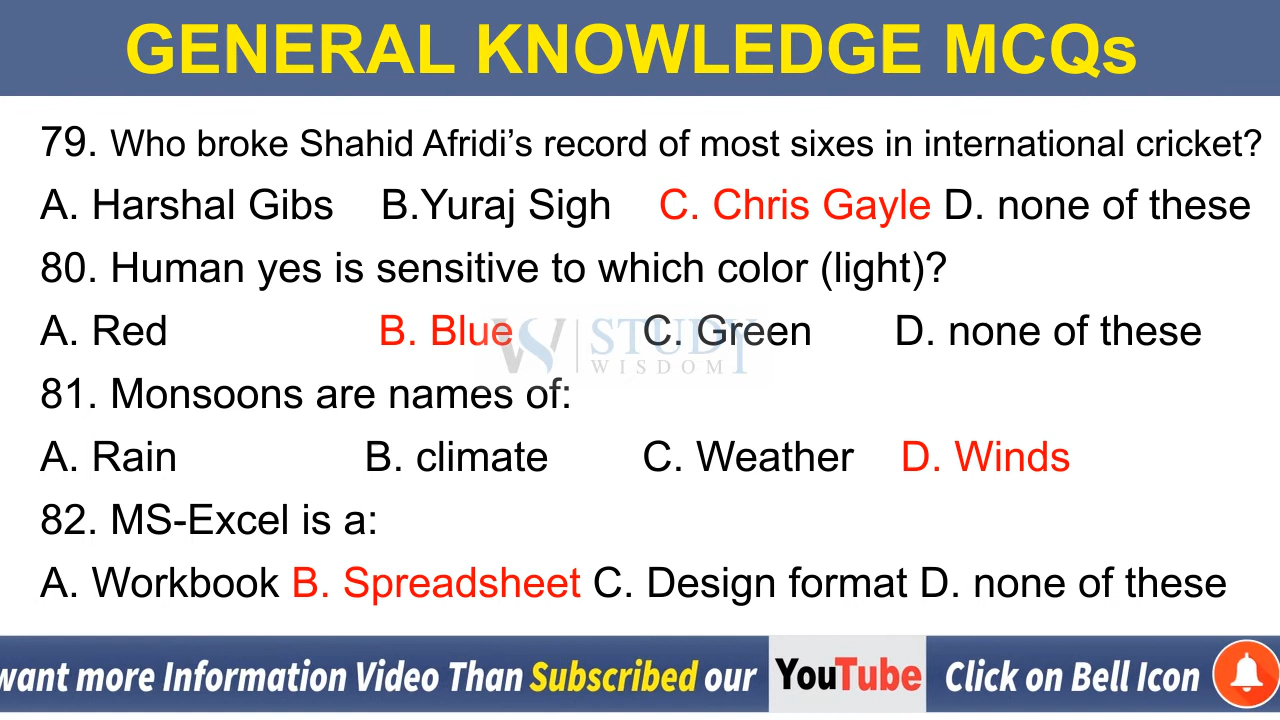 GENERAL KNOWLEDGE MCQs
79. Who broke Shahid Afridi’s record of most sixes in international cricket?
A. Harshal Gibs B.Yuraj Sigh C. Chris Gayle D. none of these
80. Human yes is sensitive to which color (light)?
A. Red B. Blue C. Green D. none of these
WS STUDY
WISDOM
81. Monsoons are names of:
A. Rain B. climate C. Weather D. Winds
82. MS-Excel is a:
A. Workbook B. Spreadsheet C. Design format D. none of these
want more Information Video Than Subscribed our YouTube Click on Bell Icon